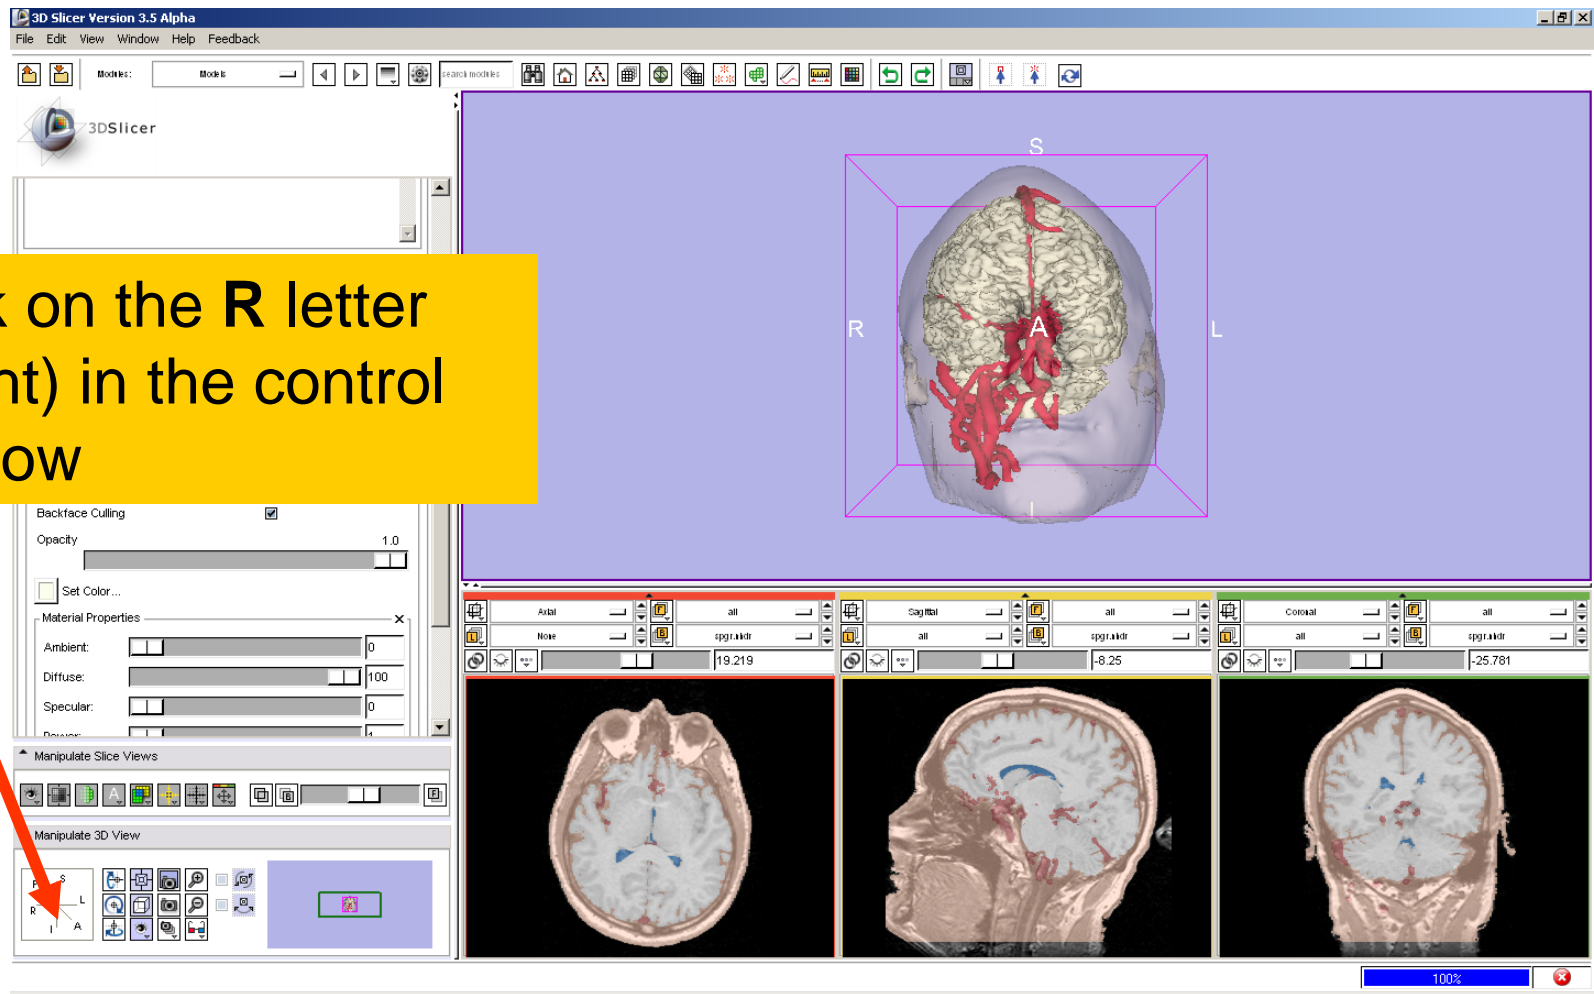 3D Slicer Version 3.5 Alpha
File Edit View Window Help Feedback
Modules: Models search modules
3DSlicer
S
R A L
I
k on the R letter
nt) in the control
ow
Backface Culling
Opacity 1.0
Set Color...
Material Properties
Ambient: 0
Diffuse: 100
Specular: 0
Power: 1
Manipulate Slice Views
Manipulate 3D View
P S
L
R
I A
Axial all
None spgr.nhdr
19.219
Sagittal all
all spgr.nhdr
-8.25
Coronal all
all spgr.nhdr
-25.781
100%